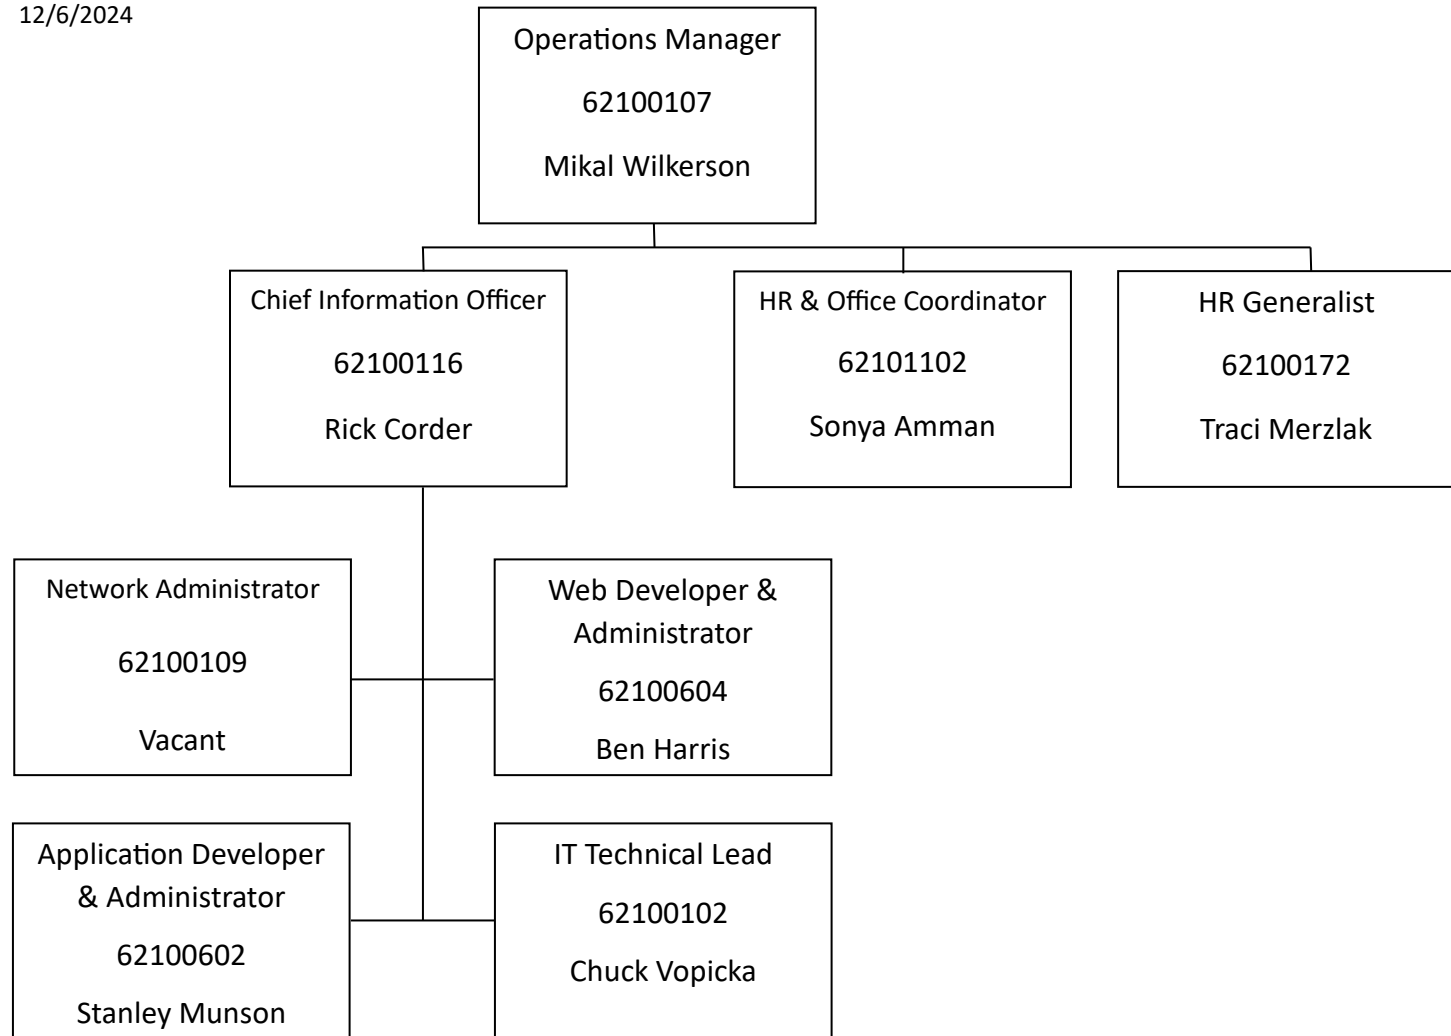 12/6/2024
Operations Manager
62100107
Mikal Wilkerson
Chief Information Officer
62100116
Rick Corder
HR & Office Coordinator
62101102
Sonya Amman
HR Generalist
62100172
Traci Merzlak
Network Administrator
62100109
Vacant
Web Developer &
Administrator
62100604
Ben Harris
Application Developer
& Administrator
62100602
Stanley Munson
IT Technical Lead
62100102
Chuck Vopicka